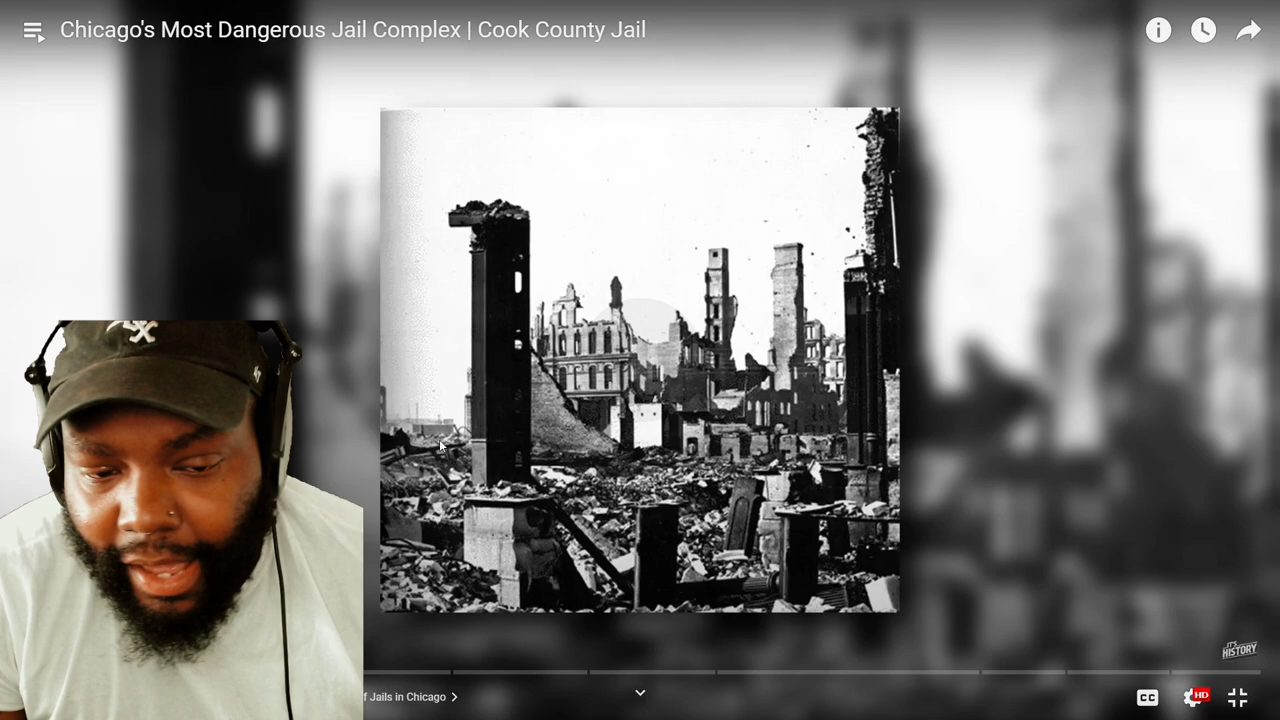 Chicago's Most Dangerous Jail Complex | Cook County Jail
IT'S
HISTORY
f Jails in Chicago
CC
HD